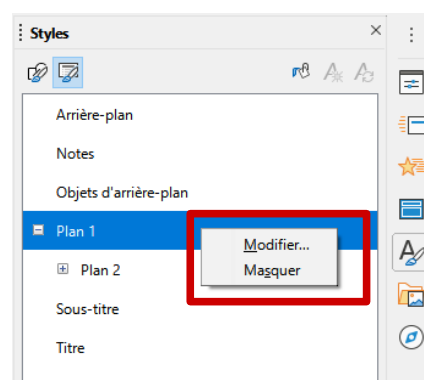 Styles
Arrière-plan
Notes
Objets d'arrière-plan
Plan 1
Modifier...
Plan 2
Masquer
Sous-titre
Titre